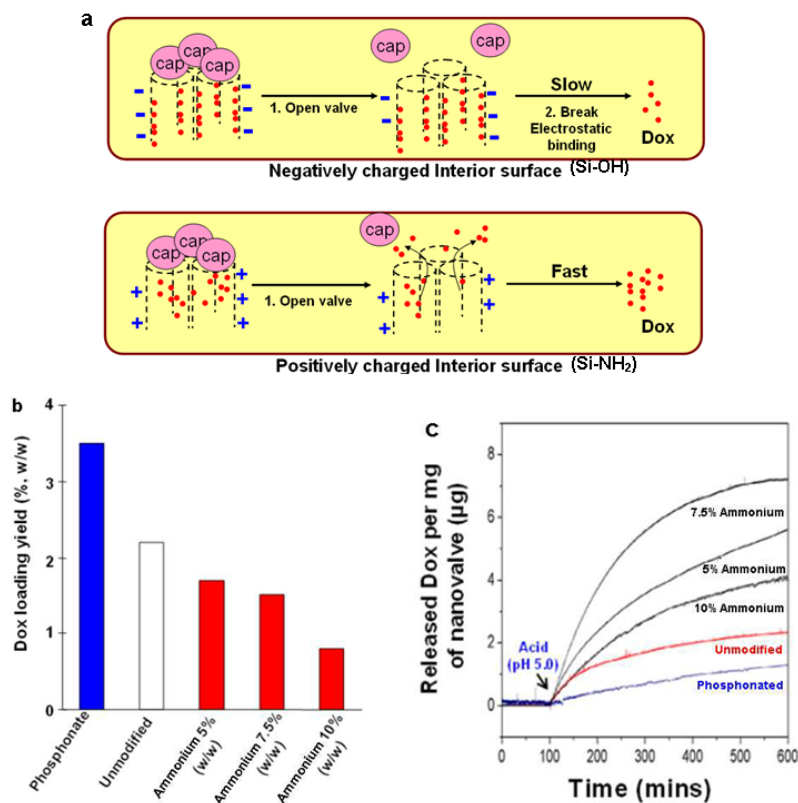 a
cap
cap cap
cap cap
1. Open valve
Slow
2. Break
Electrostatic
binding
Dox
Negatively charged Interior surface (Si-OH)
cap
cap cap
cap
1. Open valve
Fast
Dox
Positively charged Interior surface (Si-NH₂)
b
Dox loading yield (%, w/w)
4
3
2
1
0
Phosphonate
Unmodified
Ammonium 5%
(w/w)
Ammonium 7.5%
(w/w)
Ammonium 10%
(w/w)
C
Released Dox per mg
of nanovalve (µg)
8
6
4
2
0
7.5% Ammonium
5% Ammonium
10% Ammonium
Unmodified
Phosphonated
Acid
(pH 5.0)
0 100 200 300 400 500 600
Time (mins)